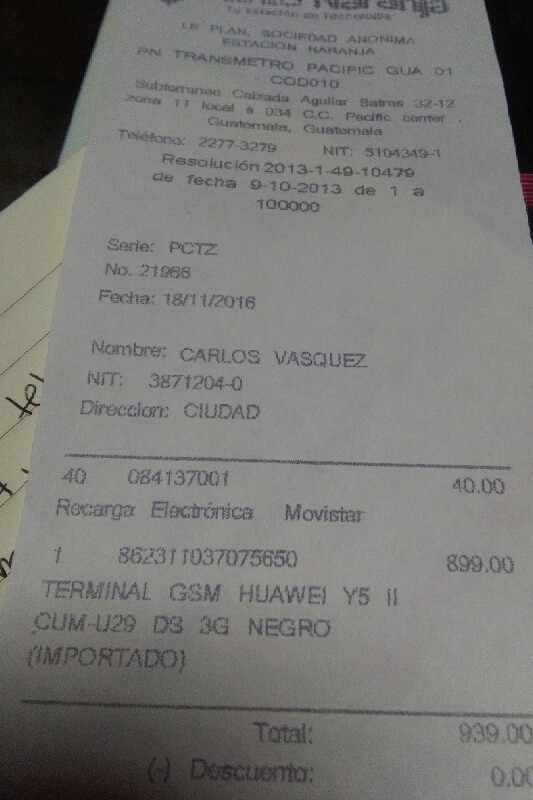 Naranja
Tu Estación de Tecnología
LE PLAN, SOCIEDAD ANONIMA
ESTACION NARANJA
PN TRANSMETRO PACIFIC GUA 01
COD010
Subterraneo Calzada Aguilar Batres 32-12
zona 11 local s D34 C.C. Pacific center .
Guatemala, Guatemala
Teléfono: 2277-3279 NIT: 5104349-1
Resolución 2013-1-49-10479
de fecha 9-10-2013 de 1 a
100000
Serie: PCTZ
No. 21966
Fecha: 18/11/2016
Nombre: CARLOS VASQUEZ
NIT: 3871204-0
Direccion: CIUDAD
40 084137001 40.00
Recarga Electrónica Movistar
1 862311037075650 899.00
TERMINAL GSM HUAWEI Y5 II
CUM-U29 DS 3G NEGRO
(IMPORTADO)
Total: 939.00
(-) Descuento: 0.00